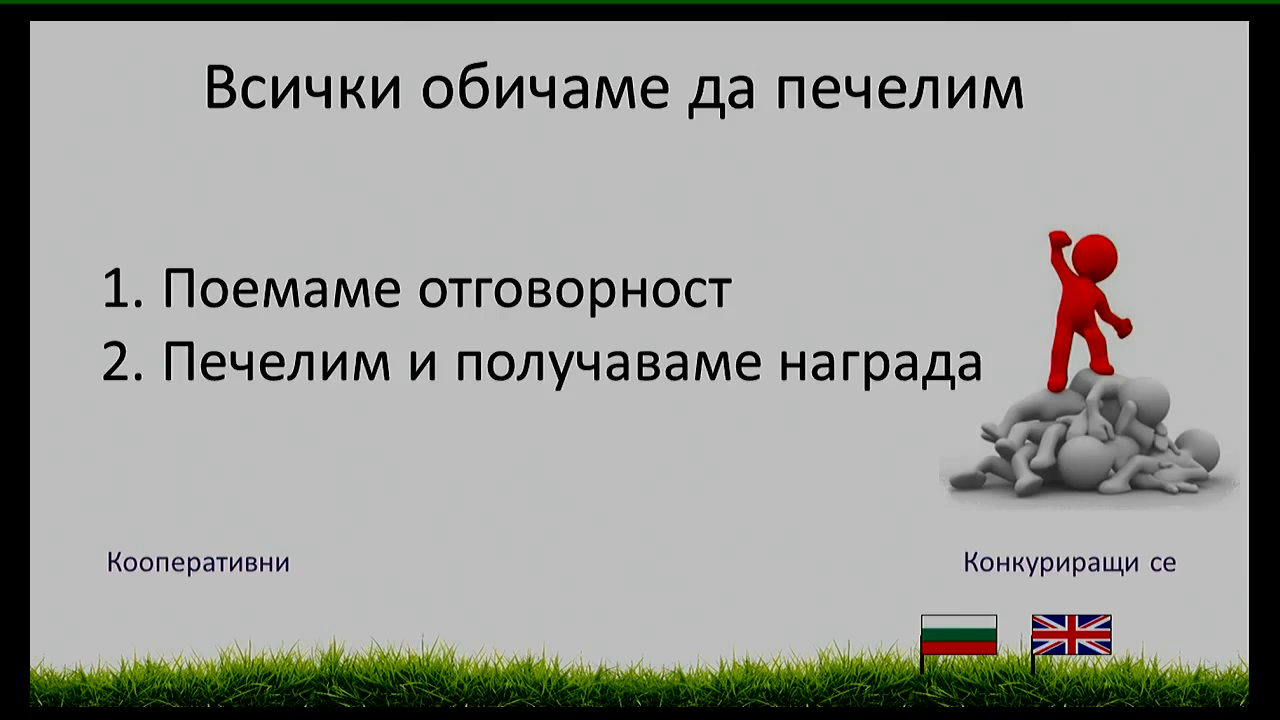 Всички обичаме да печелим
1. Поемаме отговорност
2. Печелим и получаваме награда
Кооперативни
Конкуриращи се